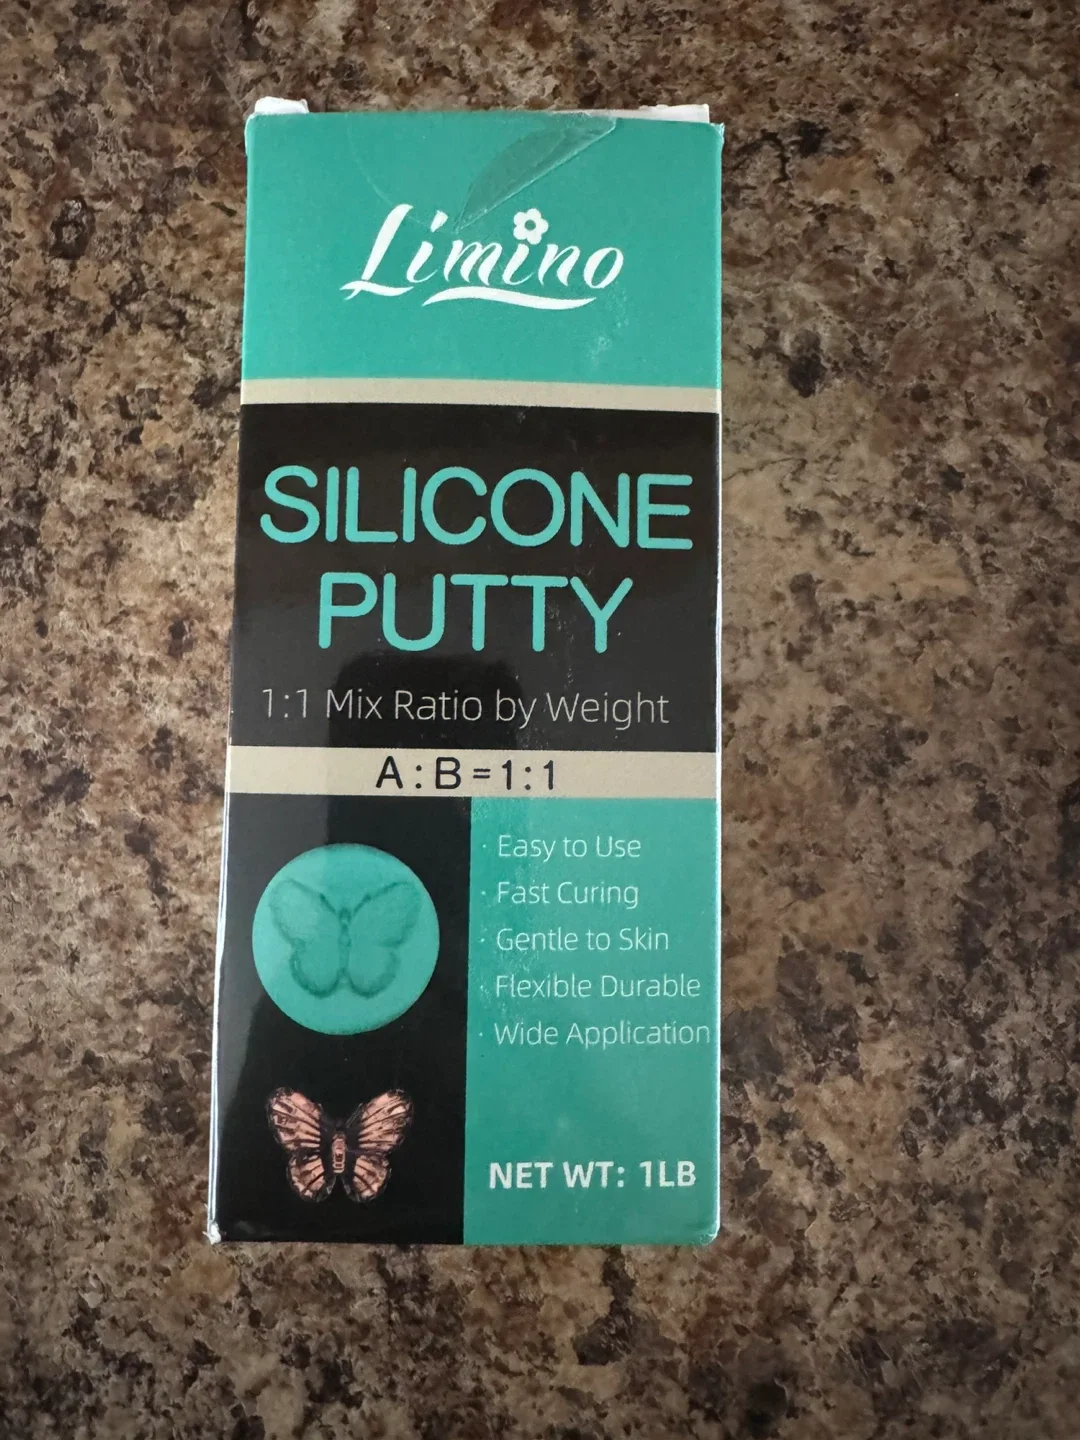 Limino
SILICONE
PUTTY
1:1 Mix Ratio by Weight
A:B=1:1
· Easy to Use
· Fast Curing
· Gentle to Skin
· Flexible Durable
· Wide Application
NET WT: 1LB